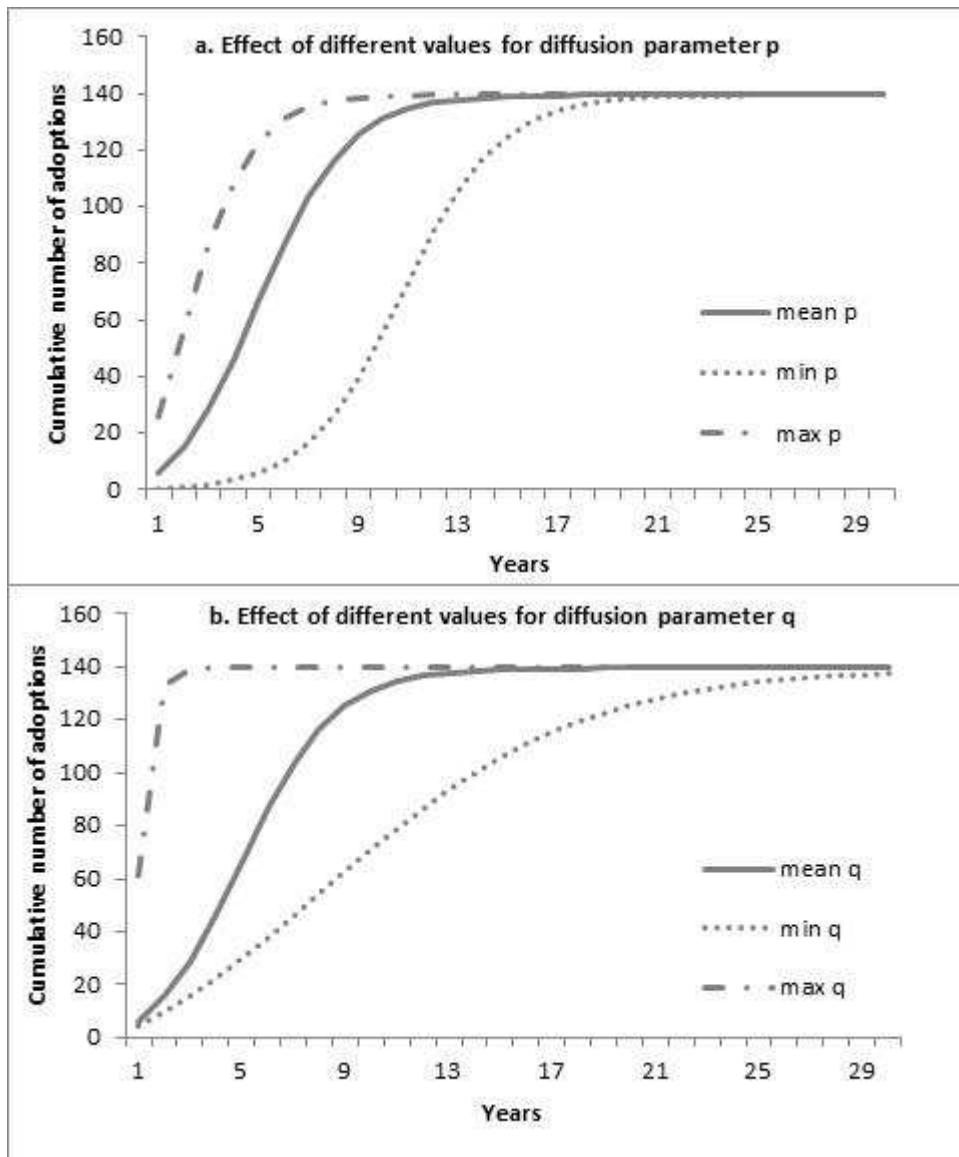 a. Effect of different values for diffusion parameter p
Cumulative number of adoptions
160
140
120
100
80
60
40
20
0
mean p
min p
max p
1 5 9 13 17 21 25 29
Years
b. Effect of different values for diffusion parameter q
Cumulative number of adoptions
160
140
120
100
80
60
40
20
0
mean q
min q
max q
1 5 9 13 17 21 25 29
Years